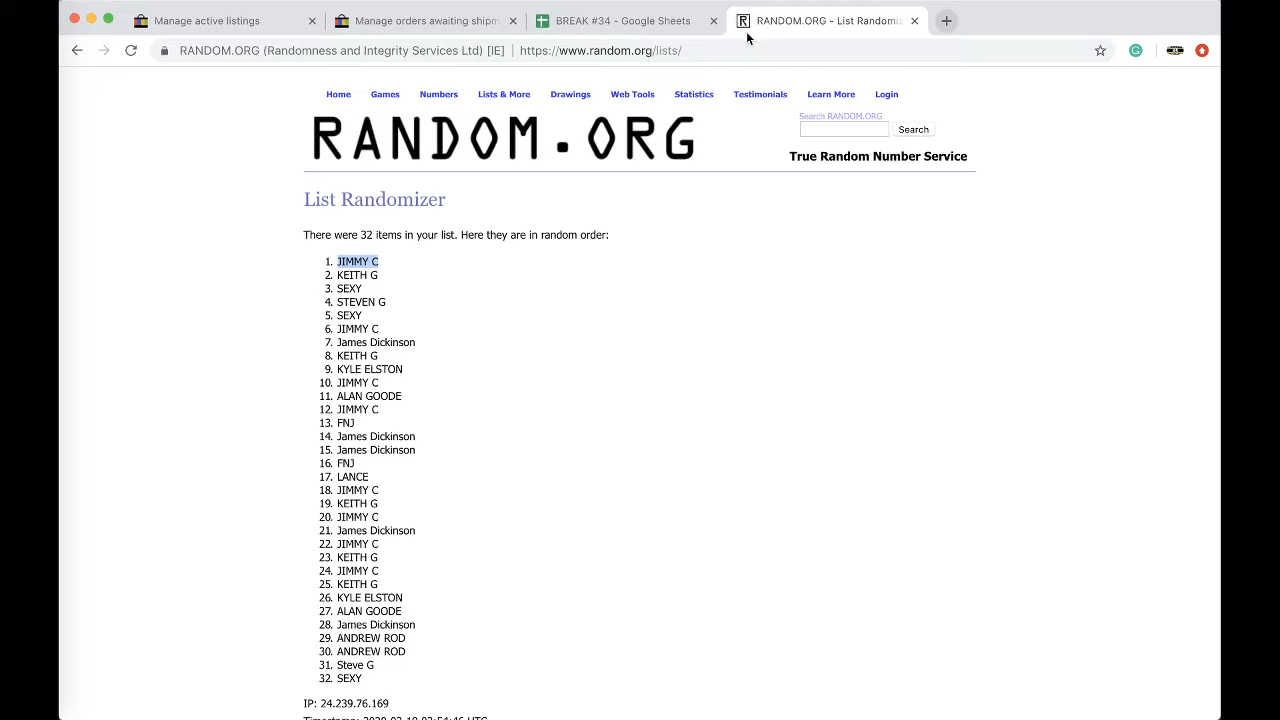 Manage active listings
Manage orders awaiting shipm
BREAK #34 - Google Sheets
RANDOM.ORG - List Randomiz
RANDOM.ORG (Randomness and Integrity Services Ltd) [IE] | https://www.random.org/lists/
Home Games Numbers Lists & More Drawings Web Tools Statistics Testimonials Learn More Login
RANDOM.ORG
Search RANDOM.ORG
Search
True Random Number Service
List Randomizer
There were 32 items in your list. Here they are in random order:
1. JIMMY C
2. KEITH G
3. SEXY
4. STEVEN G
5. SEXY
6. JIMMY C
7. James Dickinson
8. KEITH G
9. KYLE ELSTON
10. JIMMY C
11. ALAN GOODE
12. JIMMY C
13. FNJ
14. James Dickinson
15. James Dickinson
16. FNJ
17. LANCE
18. JIMMY C
19. KEITH G
20. JIMMY C
21. James Dickinson
22. JIMMY C
23. KEITH G
24. JIMMY C
25. KEITH G
26. KYLE ELSTON
27. ALAN GOODE
28. James Dickinson
29. ANDREW ROD
30. ANDREW ROD
31. Steve G
32. SEXY
IP: 24.239.76.169